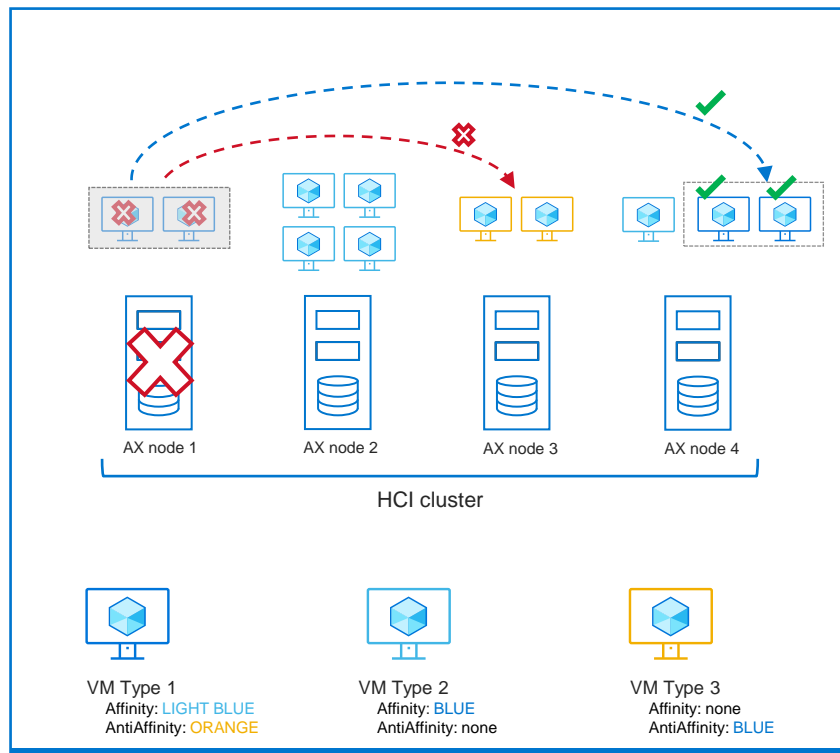 AX node 1
AX node 2
AX node 3
AX node 4
HCI cluster
VM Type 1
Affinity: LIGHT BLUE
AntiAffinity: ORANGE
VM Type 2
Affinity: BLUE
AntiAffinity: none
VM Type 3
Affinity: none
AntiAffinity: BLUE